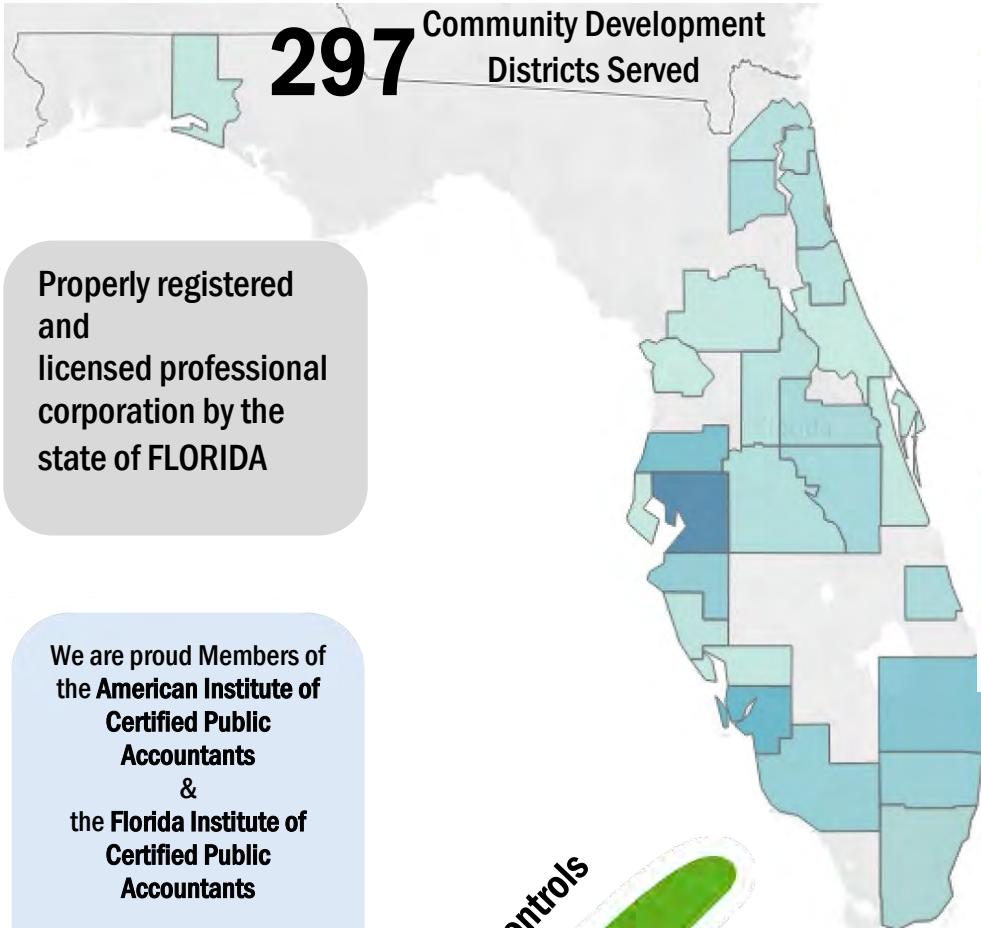 297
Community Development
Districts Served
Properly registered
and
licensed professional
corporation by the
state of FLORIDA
We are proud Members of
the American Institute of
Certified Public
Accountants
&
the Florida Institute of
Certified Public
Accountants
Florida